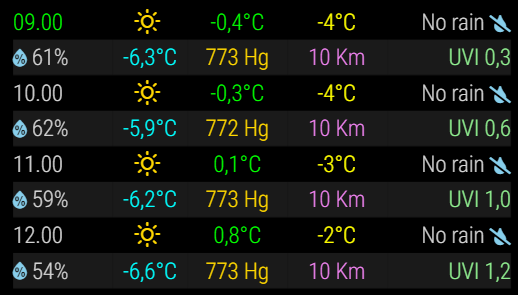 09.00 -0,4°C -4°C No rain
% 61% -6,3°C 773 Hg 10 Km UVI 0,3
10.00 -0,3°C -4°C No rain
% 62% -5,9°C 772 Hg 10 Km UVI 0,6
11.00 0,1°C -3°C No rain
% 59% -6,2°C 773 Hg 10 Km UVI 1,0
12.00 0,8°C -2°C No rain
% 54% -6,6°C 773 Hg 10 Km UVI 1,2